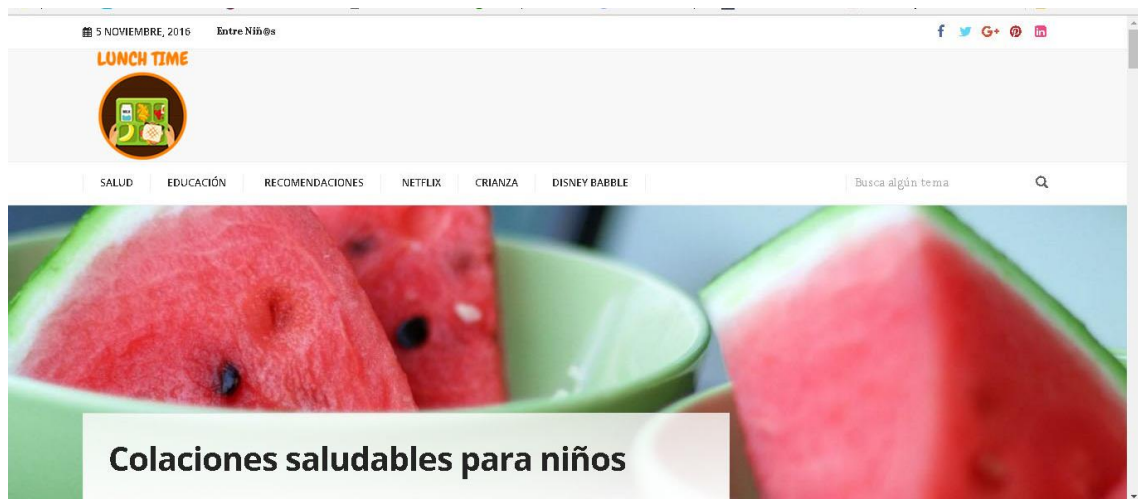 5 NOVIEMBRE, 2016 Entre Niñ@s
LUNCH TIME
MILK
SALUD EDUCACIÓN RECOMENDACIONES NETFLIX CRIANZA DISNEY BABBLE Busca algún tema
Colaciones saludables para niños